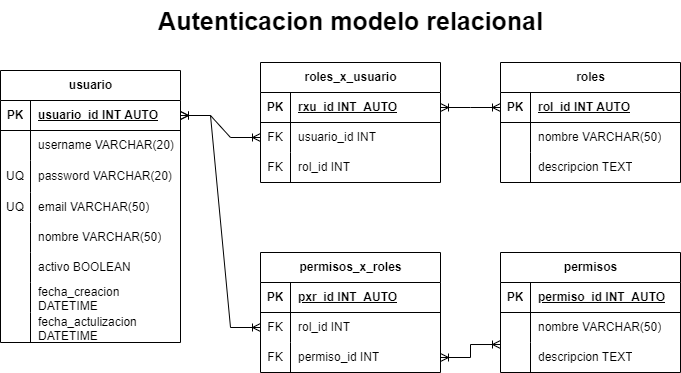 Autenticacion modelo relacional
usuario
PK usuario_id INT AUTO
username VARCHAR(20)
UQ password VARCHAR(20)
UQ email VARCHAR(50)
nombre VARCHAR(50)
activo BOOLEAN
fecha_creacion
DATETIME
fecha_actulizacion
DATETIME
roles_x_usuario
PK rxu_id INT AUTO
FK usuario_id INT
FK rol_id INT
roles
PK rol_id INT AUTO
nombre VARCHAR(50)
descripcion TEXT
permisos_x_roles
PK pxr_id INT AUTO
FK rol_id INT
FK permiso_id INT
permisos
PK permiso_id INT AUTO
nombre VARCHAR(50)
descripcion TEXT